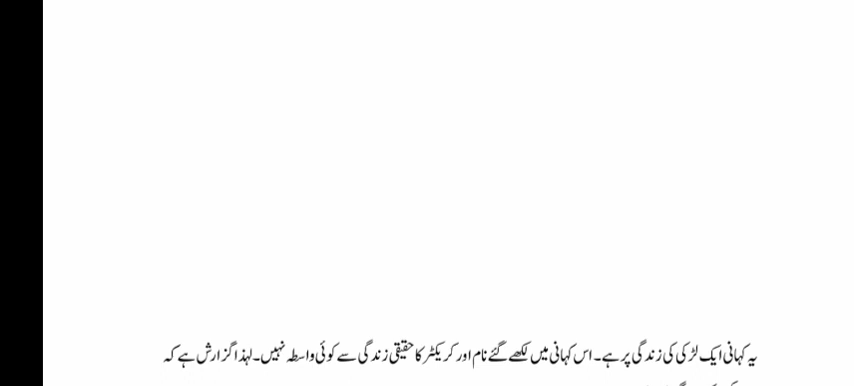 یہ کہانی ایک لڑکی کی زندگی پر ہے۔ اس کہانی میں لکھے گئے نام اور کریکٹر کا حقیقی زندگی سے کوئی واسطہ نہیں۔ لہذا گزارش ہے کہ